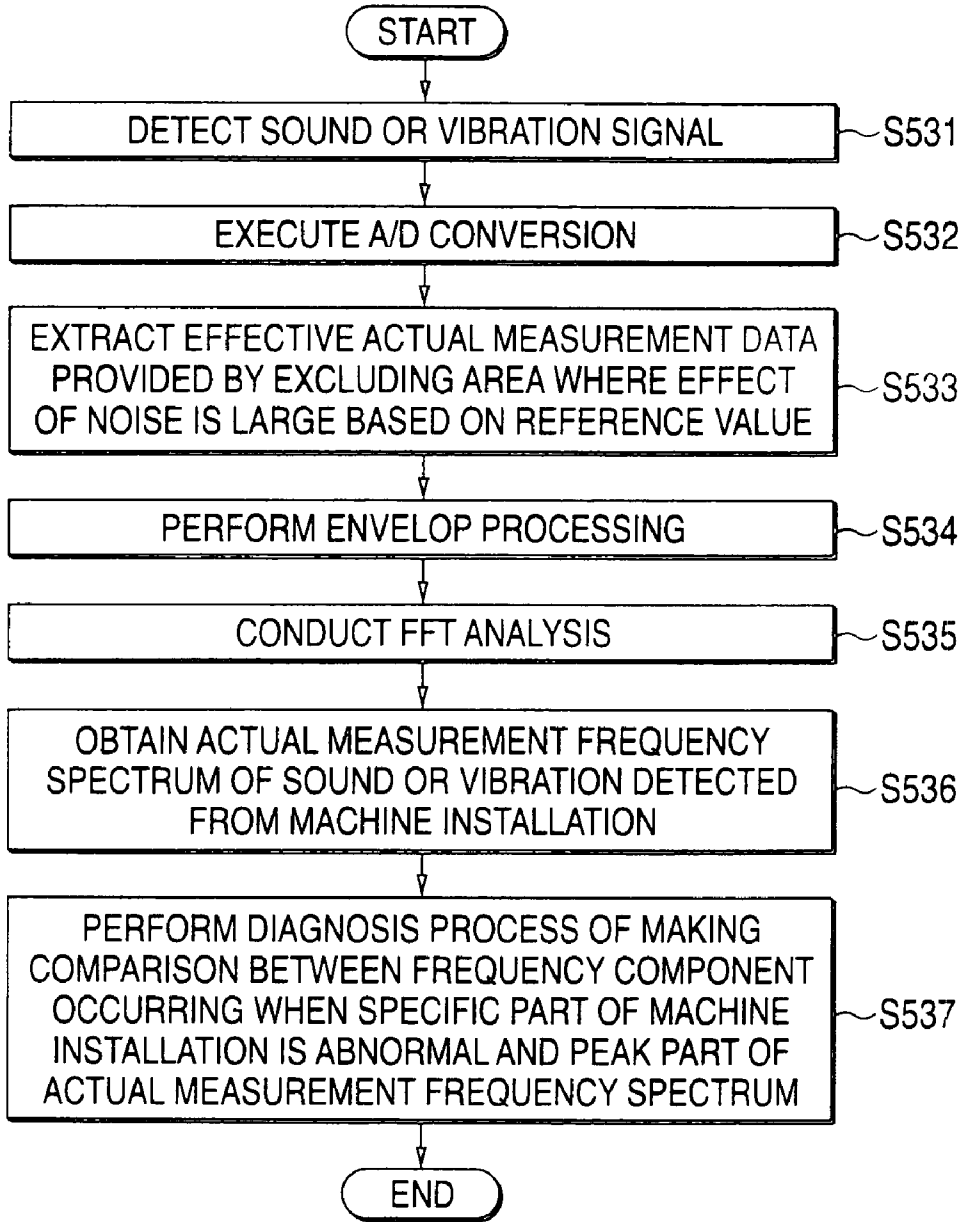 START
DETECT SOUND OR VIBRATION SIGNAL
S531
EXECUTE A/D CONVERSION
S532
EXTRACT EFFECTIVE ACTUAL MEASUREMENT DATA
PROVIDED BY EXCLUDING AREA WHERE EFFECT
OF NOISE IS LARGE BASED ON REFERENCE VALUE
S533
PERFORM ENVELOP PROCESSING
S534
CONDUCT FFT ANALYSIS
S535
OBTAIN ACTUAL MEASUREMENT FREQUENCY
SPECTRUM OF SOUND OR VIBRATION DETECTED
FROM MACHINE INSTALLATION
S536
PERFORM DIAGNOSIS PROCESS OF MAKING
COMPARISON BETWEEN FREQUENCY COMPONENT
OCCURRING WHEN SPECIFIC PART OF MACHINE
INSTALLATION IS ABNORMAL AND PEAK PART OF
ACTUAL MEASUREMENT FREQUENCY SPECTRUM
S537
END